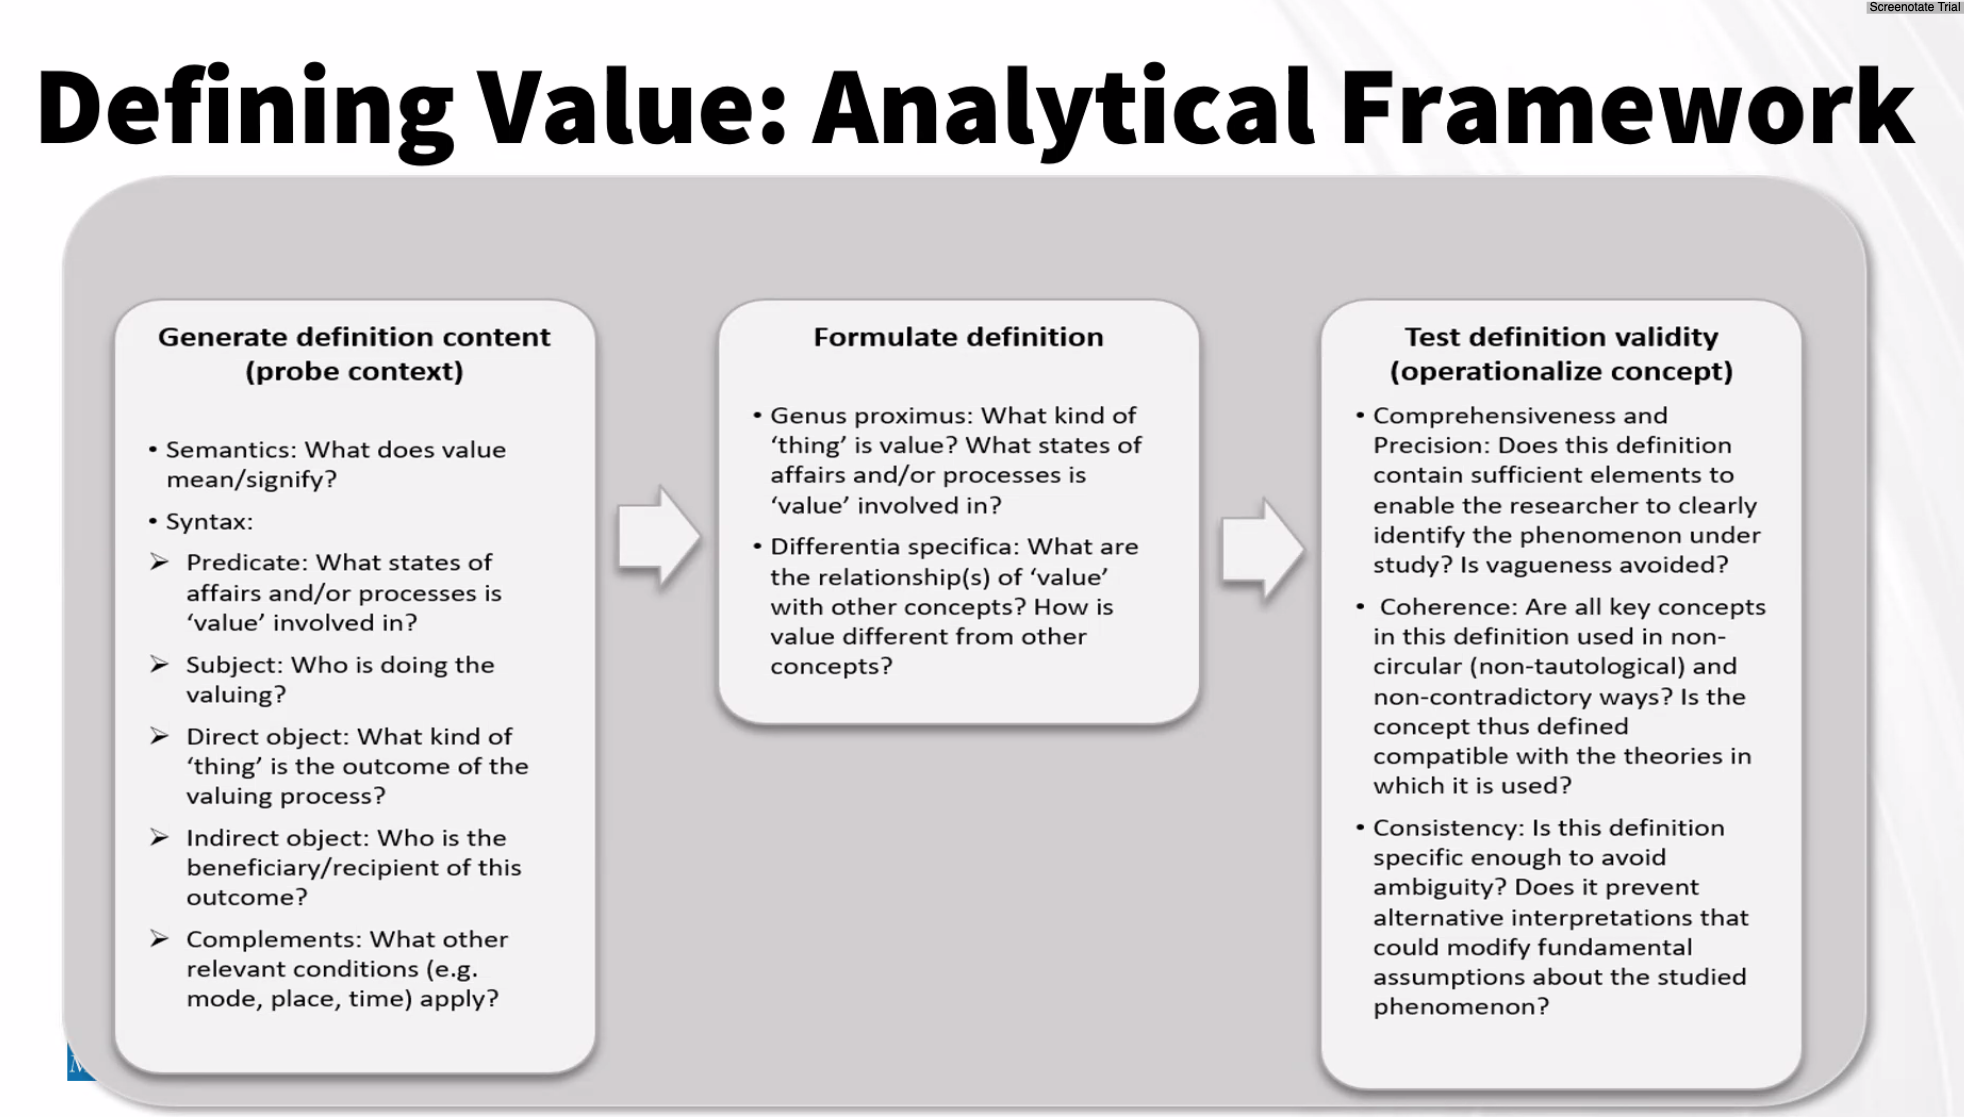 Screenotate Trial
Defining Value: Analytical Framework
Generate definition content
(probe context)
• Semantics: What does value
mean/signify?
• Syntax:
➢ Predicate: What states of
affairs and/or processes is
‘value’ involved in?
➢ Subject: Who is doing the
valuing?
➢ Direct object: What kind of
‘thing’ is the outcome of the
valuing process?
➢ Indirect object: Who is the
beneficiary/recipient of this
outcome?
➢ Complements: What other
relevant conditions (e.g.
mode, place, time) apply?
Formulate definition
• Genus proximus: What kind of
‘thing’ is value? What states of
affairs and/or processes is
‘value’ involved in?
• Differentia specifica: What are
the relationship(s) of ‘value’
with other concepts? How is
value different from other
concepts?
Test definition validity
(operationalize concept)
• Comprehensiveness and
Precision: Does this definition
contain sufficient elements to
enable the researcher to clearly
identify the phenomenon under
study? Is vagueness avoided?
• Coherence: Are all key concepts
in this definition used in non-
circular (non-tautological) and
non-contradictory ways? Is the
concept thus defined
compatible with the theories in
which it is used?
• Consistency: Is this definition
specific enough to avoid
ambiguity? Does it prevent
alternative interpretations that
could modify fundamental
assumptions about the studied
phenomenon?